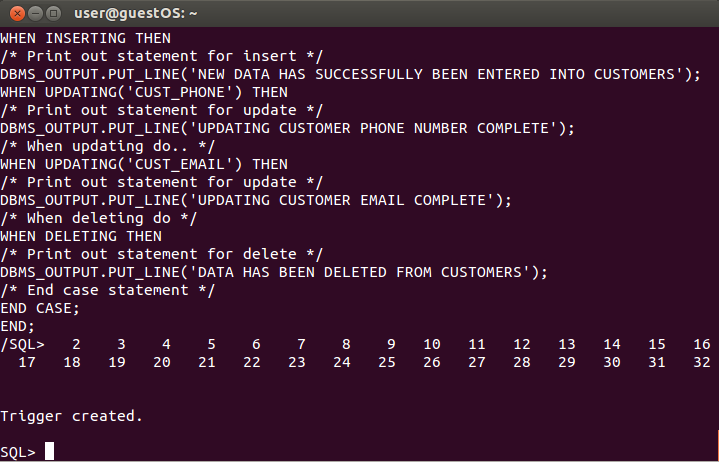 user@guestOS: ~
WHEN INSERTING THEN
/* Print out statement for insert */
DBMS_OUTPUT.PUT_LINE('NEW DATA HAS SUCCESSFULLY BEEN ENTERED INTO CUSTOMERS');
WHEN UPDATING('CUST_PHONE') THEN
/* Print out statement for update */
DBMS_OUTPUT.PUT_LINE('UPDATING CUSTOMER PHONE NUMBER COMPLETE');
/* When updating do.. */
WHEN UPDATING('CUST_EMAIL') THEN
/* Print out statement for update */
DBMS_OUTPUT.PUT_LINE('UPDATING CUSTOMER EMAIL COMPLETE');
/* When deleting do */
WHEN DELETING THEN
/* Print out statement for delete */
DBMS_OUTPUT.PUT_LINE('DATA HAS BEEN DELETED FROM CUSTOMERS');
/* End case statement */
END CASE;
END;
/SQL>   2    3    4    5    6    7    8    9   10   11   12   13   14   15   16
  17   18   19   20   21   22   23   24   25   26   27   28   29   30   31   32
Trigger created.
SQL>